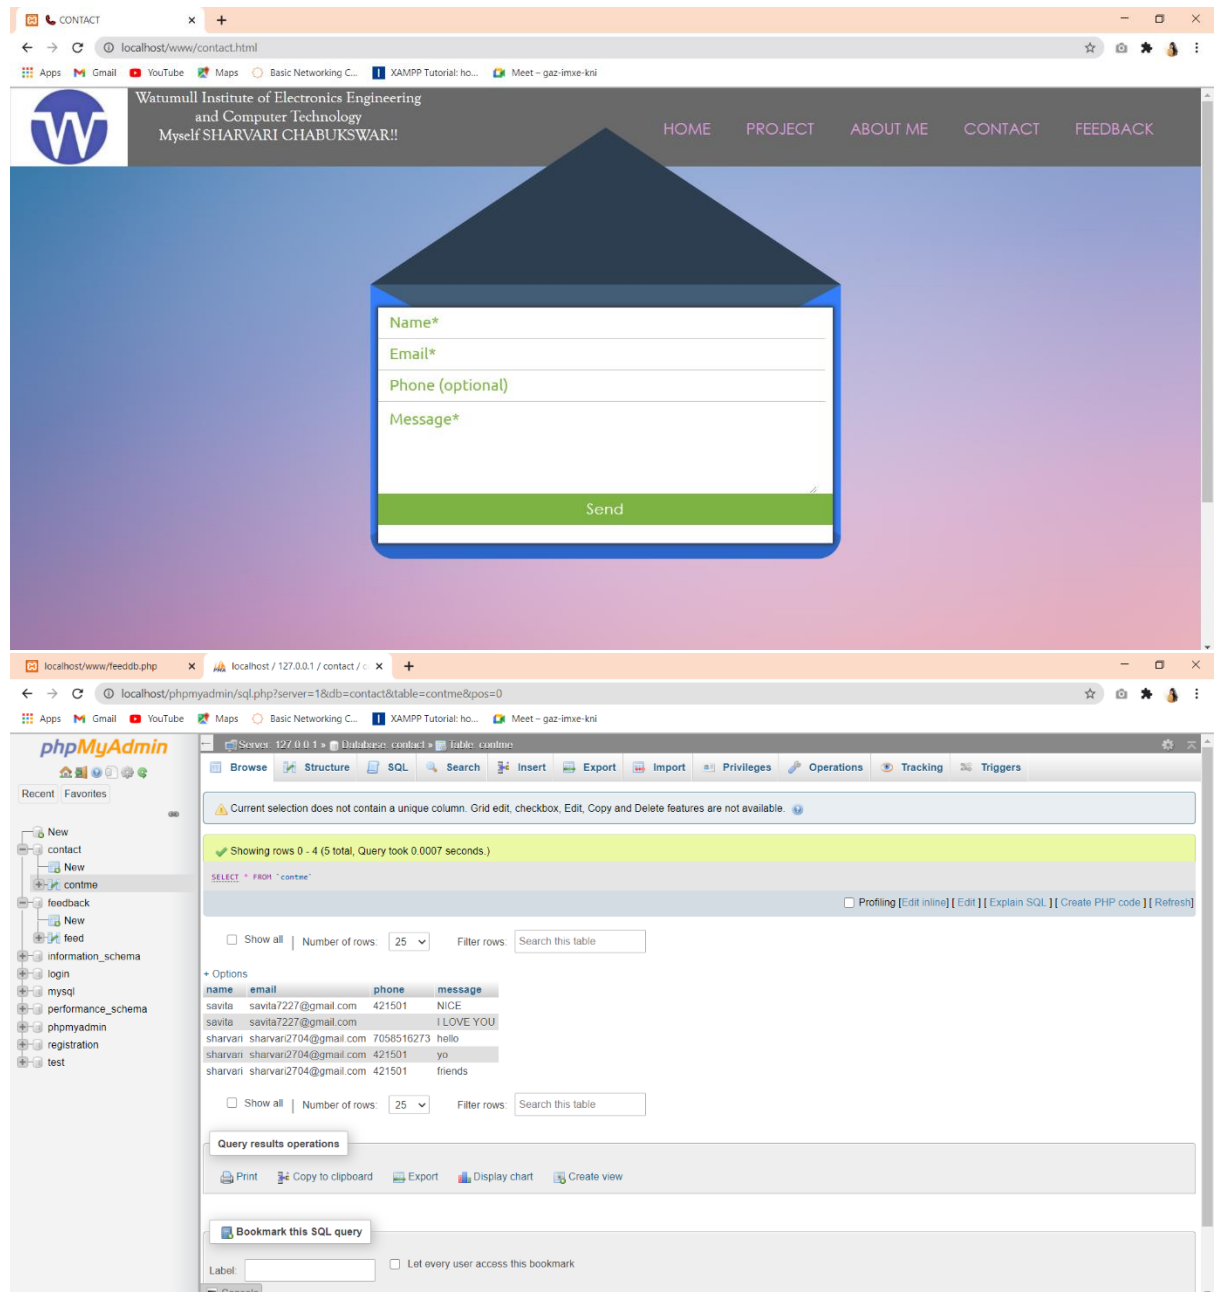 CONTACT
localhost/www/contact.html
Apps Gmail YouTube Maps Basic Networking C... XAMPP Tutorial: ho... Meet – gaz-imxe-kni
W
Watumull Institute of Electronics Engineering
and Computer Technology
Myself SHARVARI CHABUKSWAR!!
HOME PROJECT ABOUT ME CONTACT FEEDBACK
Name*
Email*
Phone (optional)
Message*
Send
localhost/www/feeddb.php localhost / 127.0.0.1 / contact / c
localhost/phpmyadmin/sql.php?server=1&db=contact&table=contme&pos=0
Apps Gmail YouTube Maps Basic Networking C... XAMPP Tutorial: ho... Meet – gaz-imxe-kni
phpMyAdmin
Recent Favorites
New
contact
New
contme
feedback
New
feed
information_schema
login
mysql
performance_schema
phpmyadmin
registration
test
Server: 127.0.0.1 » Database: contact » Table: contme
Browse Structure SQL Search Insert Export Import Privileges Operations Tracking Triggers
Current selection does not contain a unique column. Grid edit, checkbox, Edit, Copy and Delete features are not available.
Showing rows 0 - 4 (5 total, Query took 0.0007 seconds.)
SELECT * FROM `contme`
Profiling [Edit inline] [ Edit ] [ Explain SQL ] [ Create PHP code ] [ Refresh]
Show all | Number of rows: 25 Filter rows: Search this table
+ Options
name email phone message
savita savita7227@gmail.com 421501 NICE
savita savita7227@gmail.com I LOVE YOU
sharvari sharvari2704@gmail.com 7058516273 hello
sharvari sharvari2704@gmail.com 421501 yo
sharvari sharvari2704@gmail.com 421501 friends
Show all | Number of rows: 25 Filter rows: Search this table
Query results operations
Print Copy to clipboard Export Display chart Create view
Bookmark this SQL query
Label: Let every user access this bookmark
Console